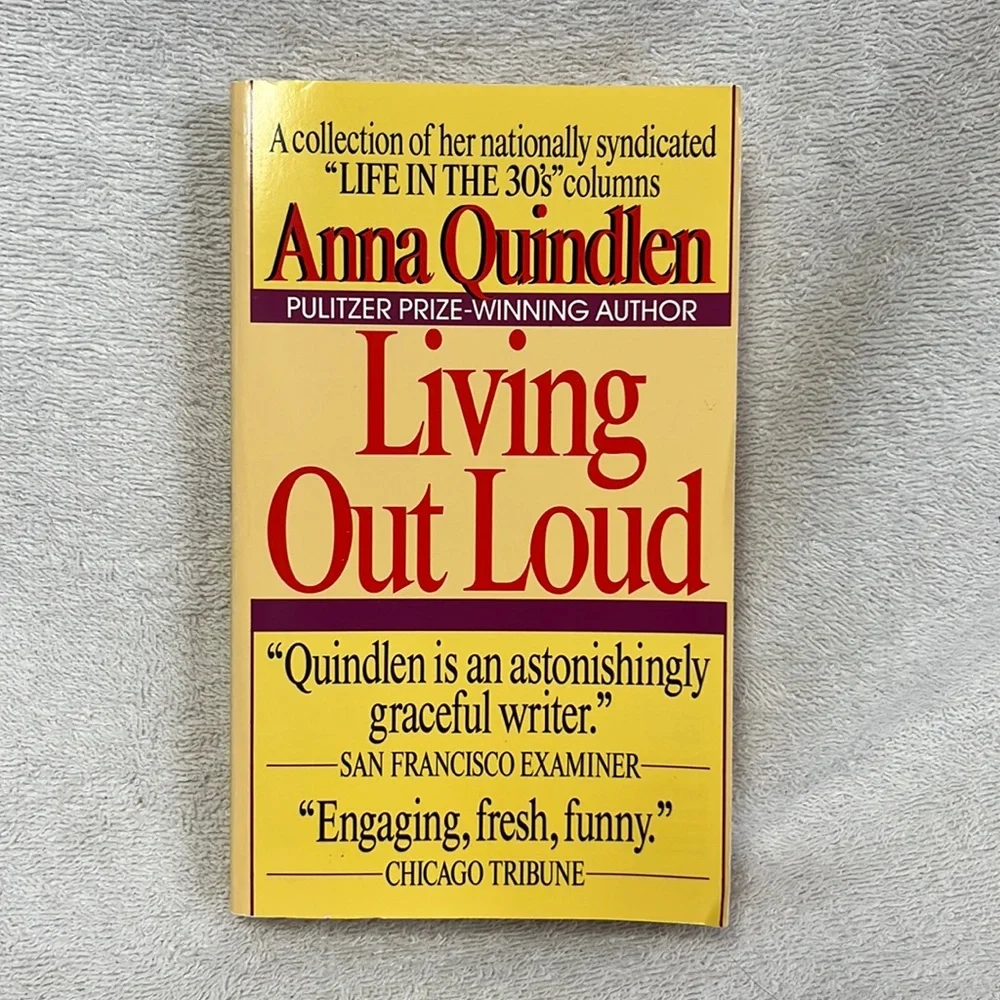 A collection of her nationally syndicated
“LIFE IN THE 30's” columns
Anna Quindlen
PULITZER PRIZE-WINNING AUTHOR
Living
Out Loud
“Quindlen is an astonishingly
graceful writer.”
SAN FRANCISCO EXAMINER
“Engaging, fresh, funny.”
CHICAGO TRIBUNE